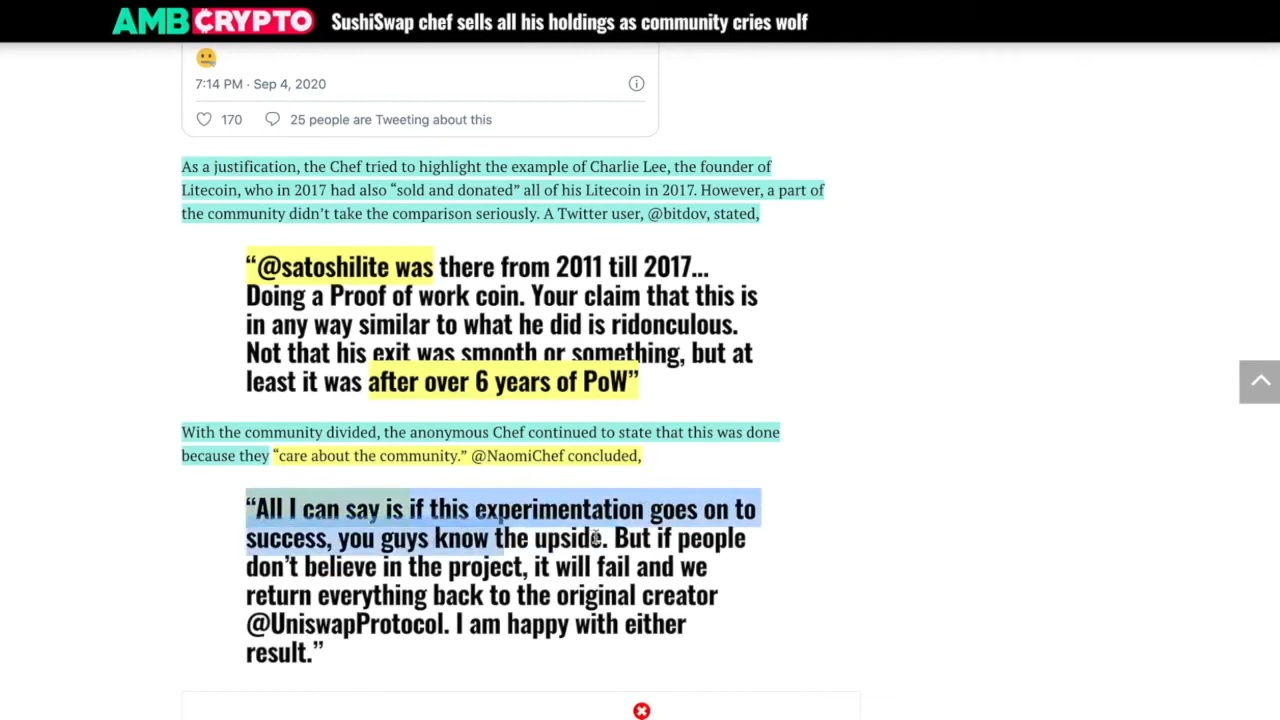 AMBCRYPTO SushiSwap chef sells all his holdings as community cries wolf
7:14 PM · Sep 4, 2020
170 25 people are Tweeting about this
As a justification, the Chef tried to highlight the example of Charlie Lee, the founder of
Litecoin, who in 2017 had also “sold and donated” all of his Litecoin in 2017. However, a part of
the community didn’t take the comparison seriously. A Twitter user, @bitdov, stated,
“@satoshilite was there from 2011 till 2017...
Doing a Proof of work coin. Your claim that this is
in any way similar to what he did is ridonculous.
Not that his exit was smooth or something, but at
least it was after over 6 years of PoW”
With the community divided, the anonymous Chef continued to state that this was done
because they “care about the community.” @NaomiChef concluded,
“All I can say is if this experimentation goes on to
success, you guys know the upside. But if people
don’t believe in the project, it will fail and we
return everything back to the original creator
@UniswapProtocol. I am happy with either
result.”